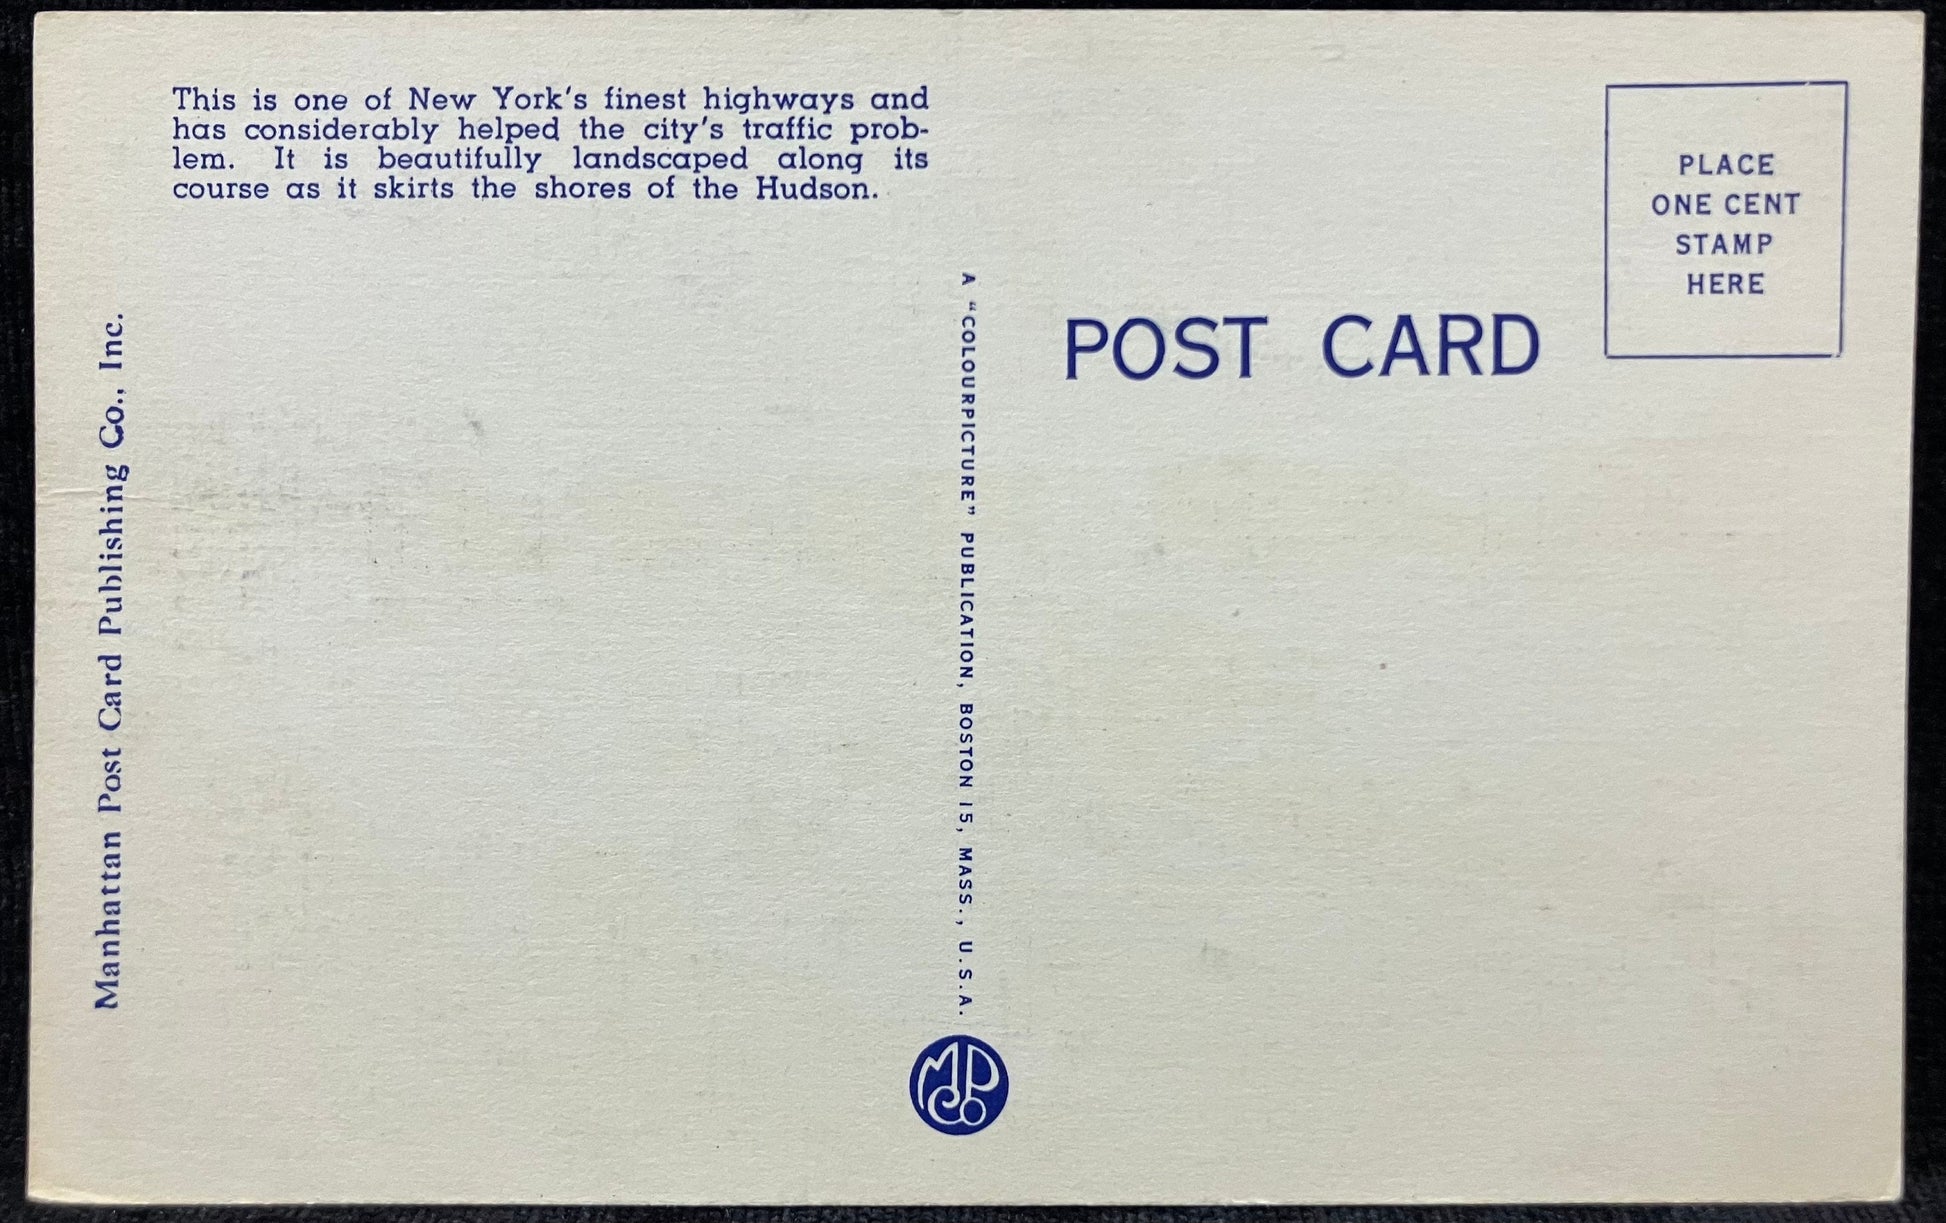 This is one of New York's finest highways and
has considerably helped the city's traffic prob-
lem. It is beautifully landscaped along its
course as it skirts the shores of the Hudson.
Manhattan Post Card Publishing Co., Inc.
A "COLOURPICTURE" PUBLICATION, BOSTON 15, MASS., U.S.A.
MPCo
POST CARD
PLACE
ONE CENT
STAMP
HERE